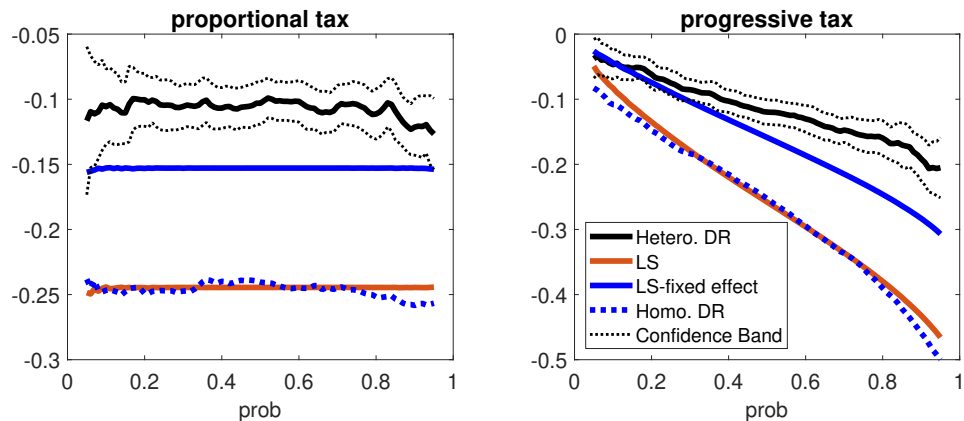 proportional tax
-0.05
-0.1
-0.15
-0.2
-0.25
-0.3
0
0.2
0.4
0.6
0.8
1
prob
progressive tax
0
-0.1
-0.2
-0.3
-0.4
-0.5
Hetero. DR
LS
LS-fixed effect
Homo. DR
Confidence Band
0
0.2
0.4
0.6
0.8
1
prob